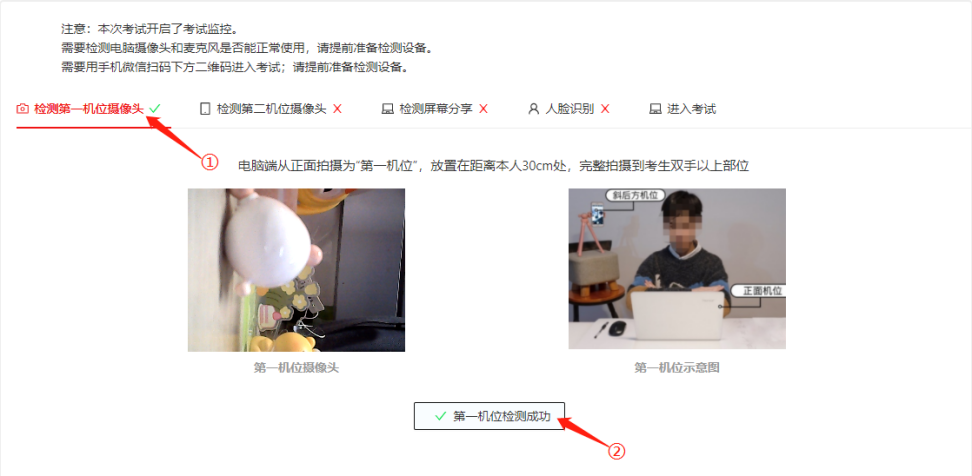 注意：本次考试开启了考试监控。
需要检测电脑摄像头和麦克风是否能正常使用，请提前准备检测设备。
需要用手机微信扫码下方二维码进入考试；请提前准备检测设备。
检测第一机位摄像头 ✓ 检测第二机位摄像头 X 检测屏幕分享 X 人脸识别 X 进入考试
①
电脑端从正面拍摄为“第一机位”，放置在距离本人30cm处，完整拍摄到考生双手以上部位
斜后方机位
正面机位
第一机位摄像头 第一机位示意图
✓ 第一机位检测成功
②